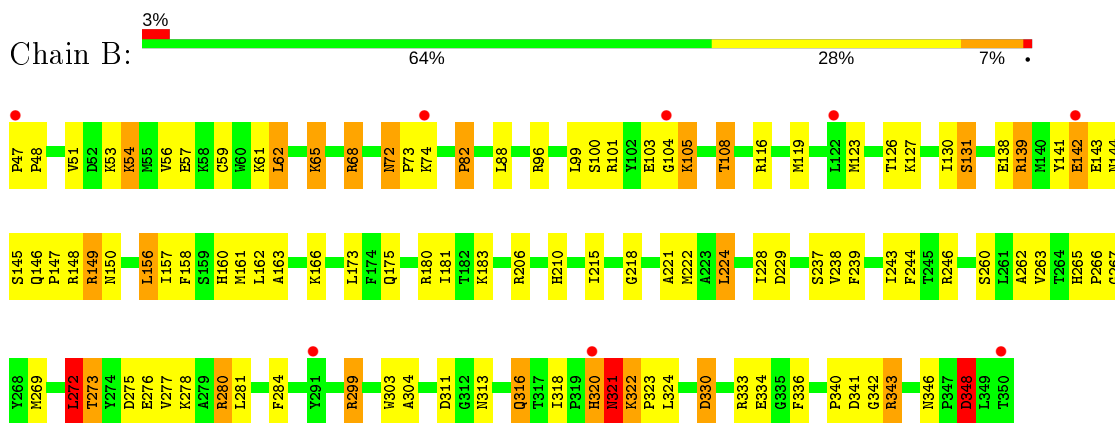 3%
Chain B:
64% 28% 7% •
P47 P48 V51 D52 K53 K54 M55 V56 E57 K58 C59 W60 K61 L62 K65 R68 N72 P73 K74 P82 L88 R96 L99 S100 R101 Y102 E103 G104 K105 T108 R116 M119 L122 M123 T126 K127 I130 S131 E138 R139 M140 Y141 E142 E143 N144
S145 Q146 P147 R148 R149 N150 L156 I157 F158 S159 H160 M161 L162 A163 K166 L173 F174 Q175 R180 I181 T182 K183 R206 H210 I215 G218 A221 M222 A223 L224 I228 D229 S237 V238 F239 I243 F244 T245 R246 S260 L261 A262 V263 T264 H265 P266 G267
Y268 M269 L272 T273 Y274 D275 E276 V277 K278 A279 R280 L281 F284 Y291 R299 W303 A304 D311 G312 N313 Q316 T317 I318 P319 H320 N321 K322 P323 L324 D330 R333 E334 G335 F336 P340 D341 G342 R343 N346 P347 D348 L349 T350